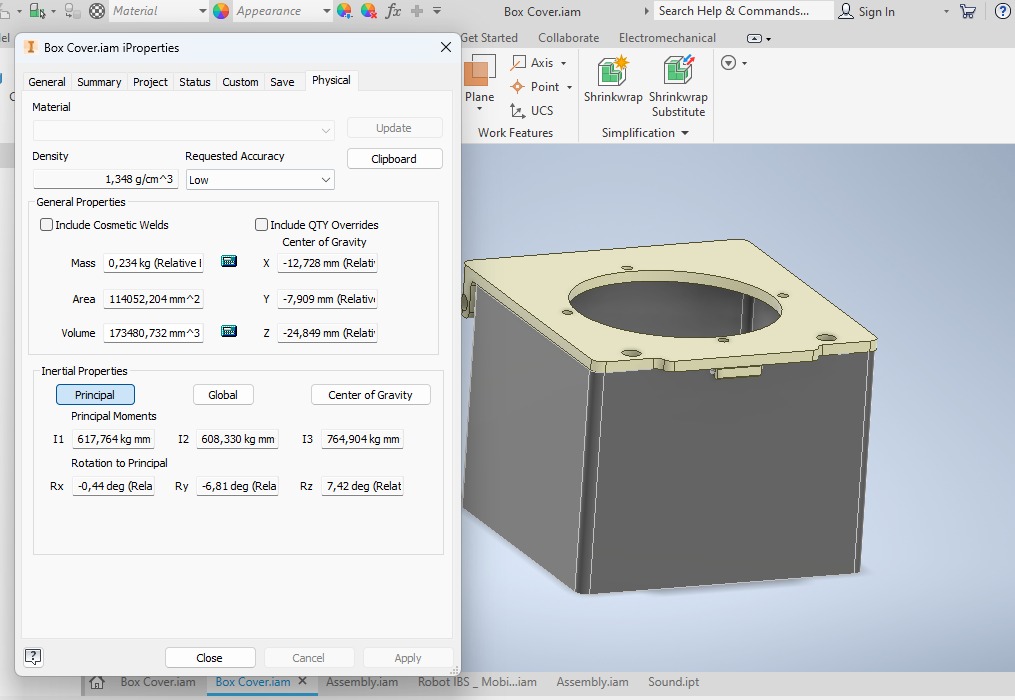 Material
Appearance
fx
Box Cover.iam
Search Help & Commands...
Sign In
Get Started
Collaborate
Electromechanical
Plane
Axis
Point
UCS
Work Features
Shrinkwrap
Shrinkwrap
Substitute
Simplification
Box Cover.iam iProperties
General
Summary
Project
Status
Custom
Save
Physical
Material
Update
Density
Requested Accuracy
Clipboard
1,348 g/cm^3
Low
General Properties
Include Cosmetic Welds
Include QTY Overrides
Center of Gravity
Mass
0,234 kg (Relative
X
-12,728 mm (Relati
Area
114052,204 mm^2
Y
-7,909 mm (Relative
Volume
173480,732 mm^3
Z
-24,849 mm (Relati
Inertial Properties
Principal
Global
Center of Gravity
Principal Moments
I1
617,764 kg mm
I2
608,330 kg mm
I3
764,904 kg mm
Rotation to Principal
Rx
-0,44 deg (Rela
Ry
-6,81 deg (Rela
Rz
7,42 deg (Relat
?
Close
Cancel
Apply
Box Cover.iam
Box Cover.iam
Assembly.iam
Robot IBS _ Mobi...iam
Assembly.iam
Sound.ipt